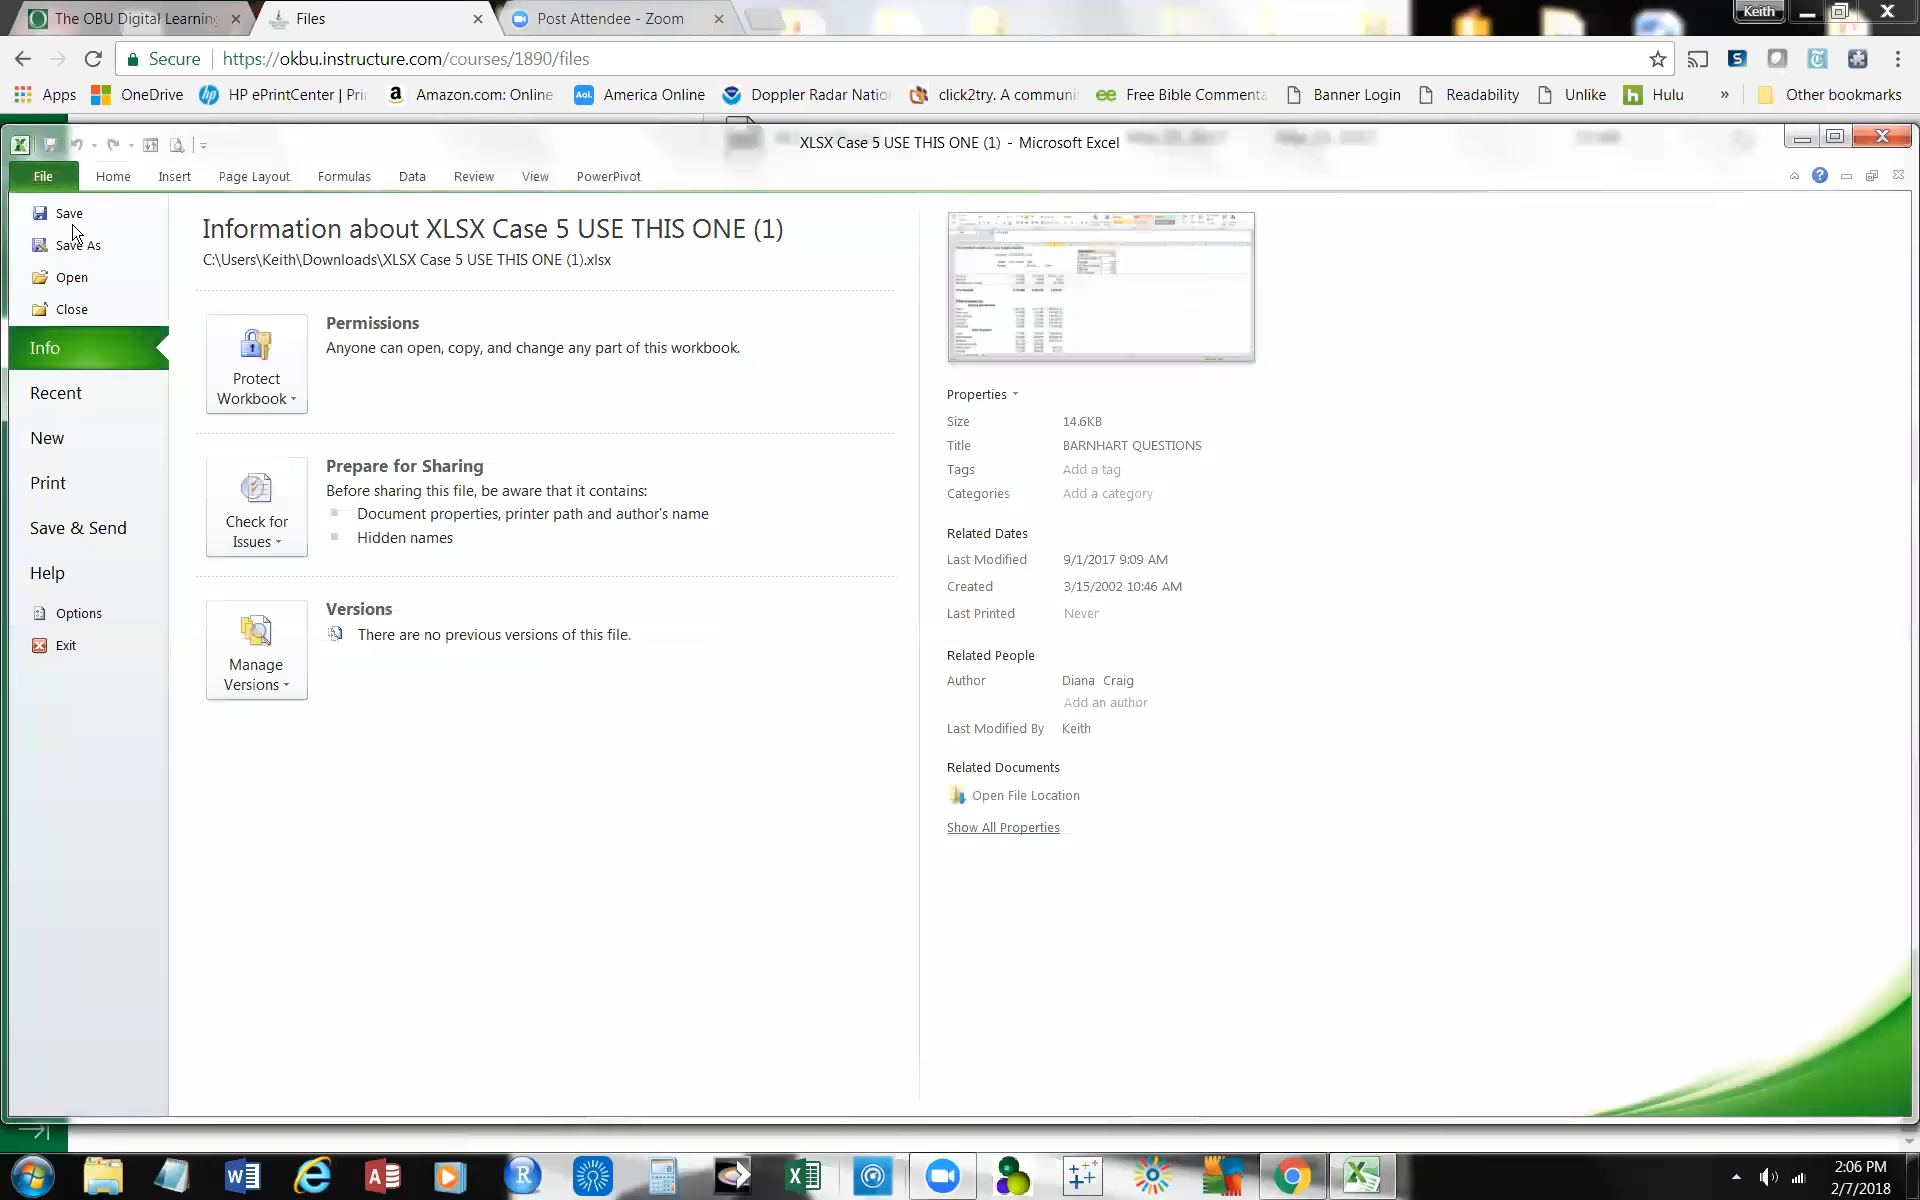 The OBU Digital Learning
Files
Post Attendee - Zoom
Keith
Secure
https://okbu.instructure.com/courses/1890/files
Apps
OneDrive
HP ePrintCenter | Pri
Amazon.com: Online
America Online
Doppler Radar Natio
click2try. A communi
Free Bible Commenta
Banner Login
Readability
Unlike
Hulu
»
Other bookmarks
XLSX Case 5 USE THIS ONE (1) - Microsoft Excel
File
Home
Insert
Page Layout
Formulas
Data
Review
View
PowerPivot
Save
Save As
Open
Close
Info
Recent
New
Print
Save & Send
Help
Options
Exit
Information about XLSX Case 5 USE THIS ONE (1)
C:\Users\Keith\Downloads\XLSX Case 5 USE THIS ONE (1).xlsx
Protect
Workbook
Permissions
Anyone can open, copy, and change any part of this workbook.
Check for
Issues
Prepare for Sharing
Before sharing this file, be aware that it contains:
Document properties, printer path and author's name
Hidden names
Manage
Versions
Versions
There are no previous versions of this file.
Properties
Size 14.6KB
Title BARNHART QUESTIONS
Tags Add a tag
Categories Add a category
Related Dates
Last Modified 9/1/2017 9:09 AM
Created 3/15/2002 10:46 AM
Last Printed Never
Related People
Author Diana Craig
Add an author
Last Modified By Keith
Related Documents
Open File Location
Show All Properties
2:06 PM
2/7/2018